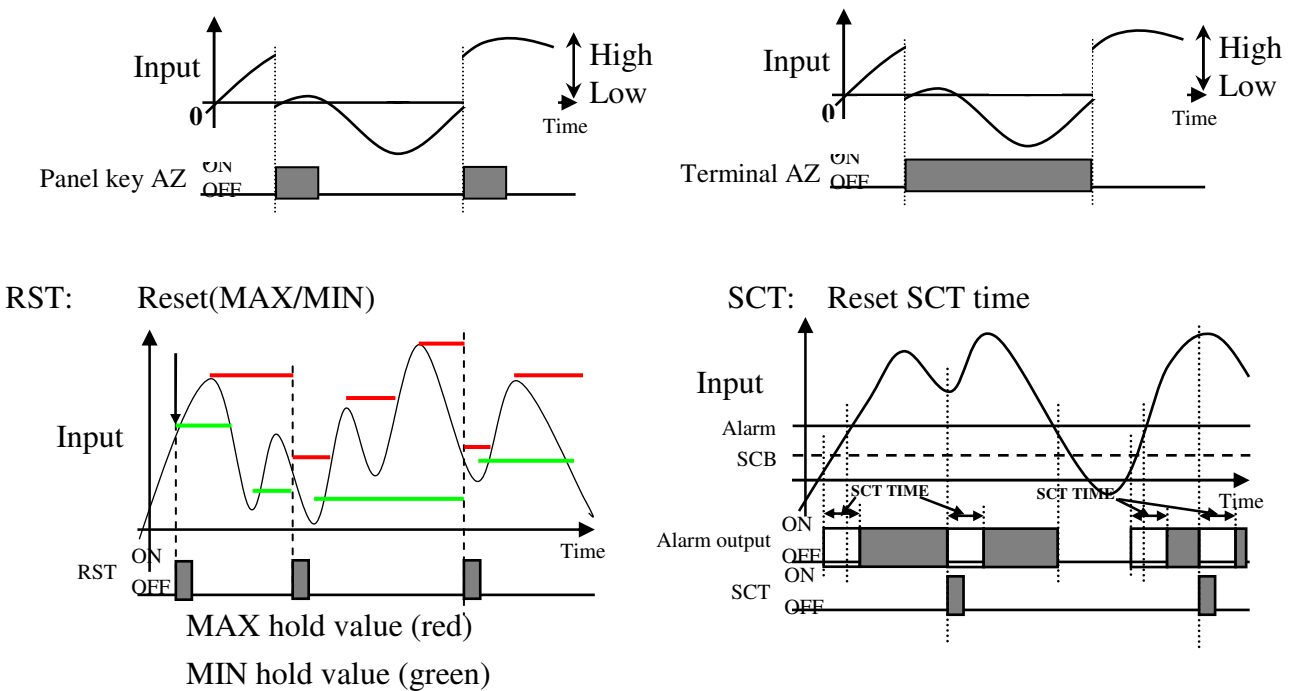 Input
High
Low
0
Time
Panel key AZ
ON
OFF
Input
High
Low
0
Time
Terminal AZ
ON
OFF
RST: Reset(MAX/MIN)
Input
Time
RST
ON
OFF
MAX hold value (red)
MIN hold value (green)
SCT: Reset SCT time
Input
Alarm
SCB
SCT TIME
SCT TIME
Time
Alarm output
ON
OFF
SCT
ON
OFF